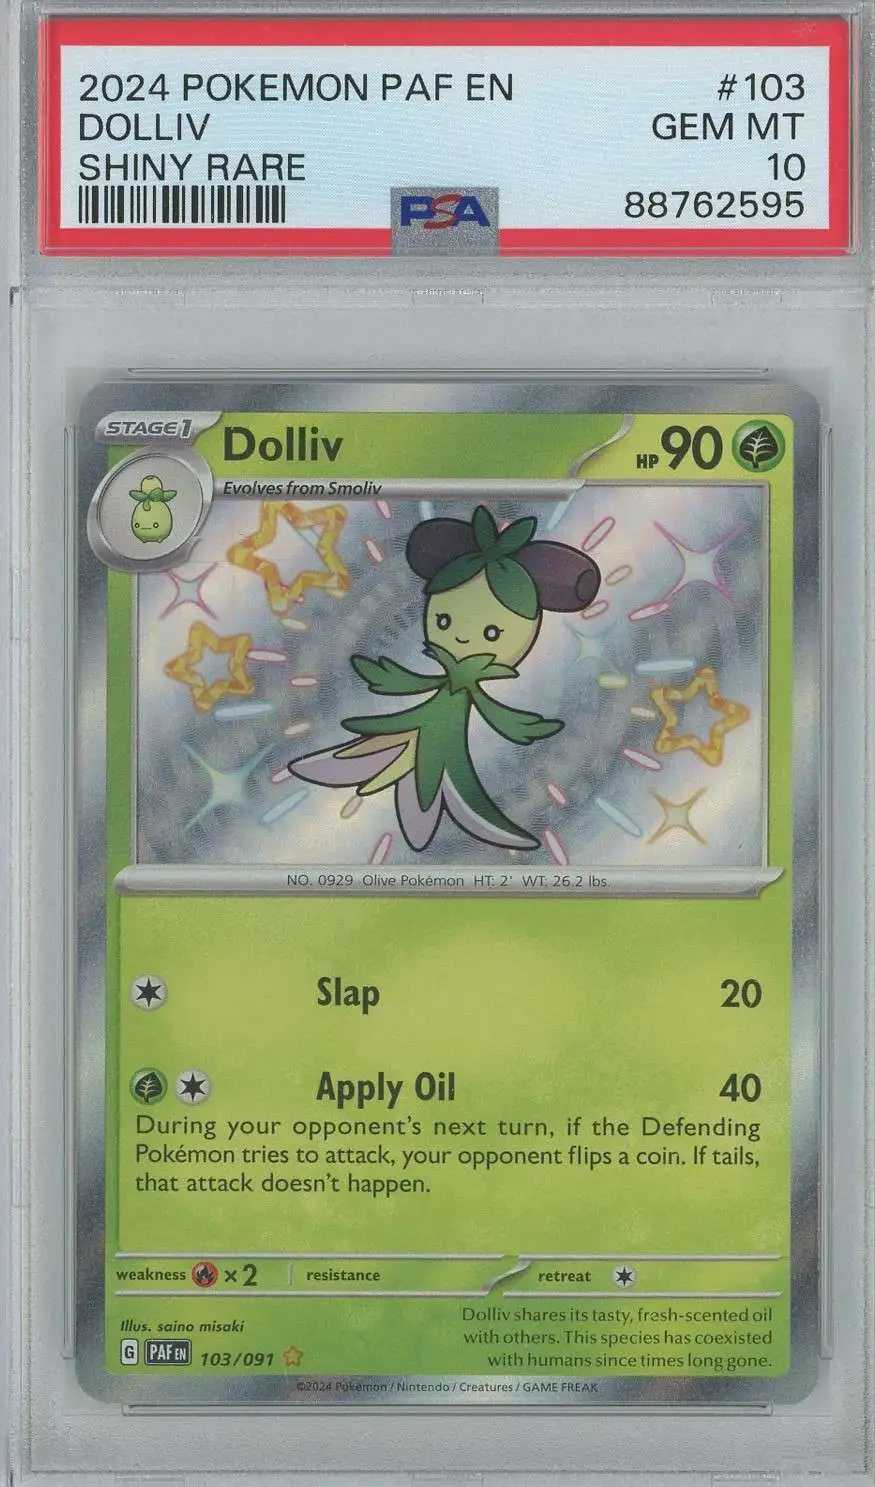 2024 POKEMON PAF EN #103
DOLLIV GEM MT
SHINY RARE 10
PSA 88762595
STAGE 1 Dolliv HP 90
Evolves from Smoliv
NO. 0929 Olive Pokémon HT: 2' WT: 26.2 lbs.
Slap 20
Apply Oil 40
During your opponent's next turn, if the Defending
Pokémon tries to attack, your opponent flips a coin. If tails,
that attack doesn't happen.
weakness ×2 resistance retreat
Illus. saino misaki
G PAF EN 103/091
Dolliv shares its tasty, fresh-scented oil
with others. This species has coexisted
with humans since times long gone.
©2024 Pokémon / Nintendo / Creatures / GAME FREAK